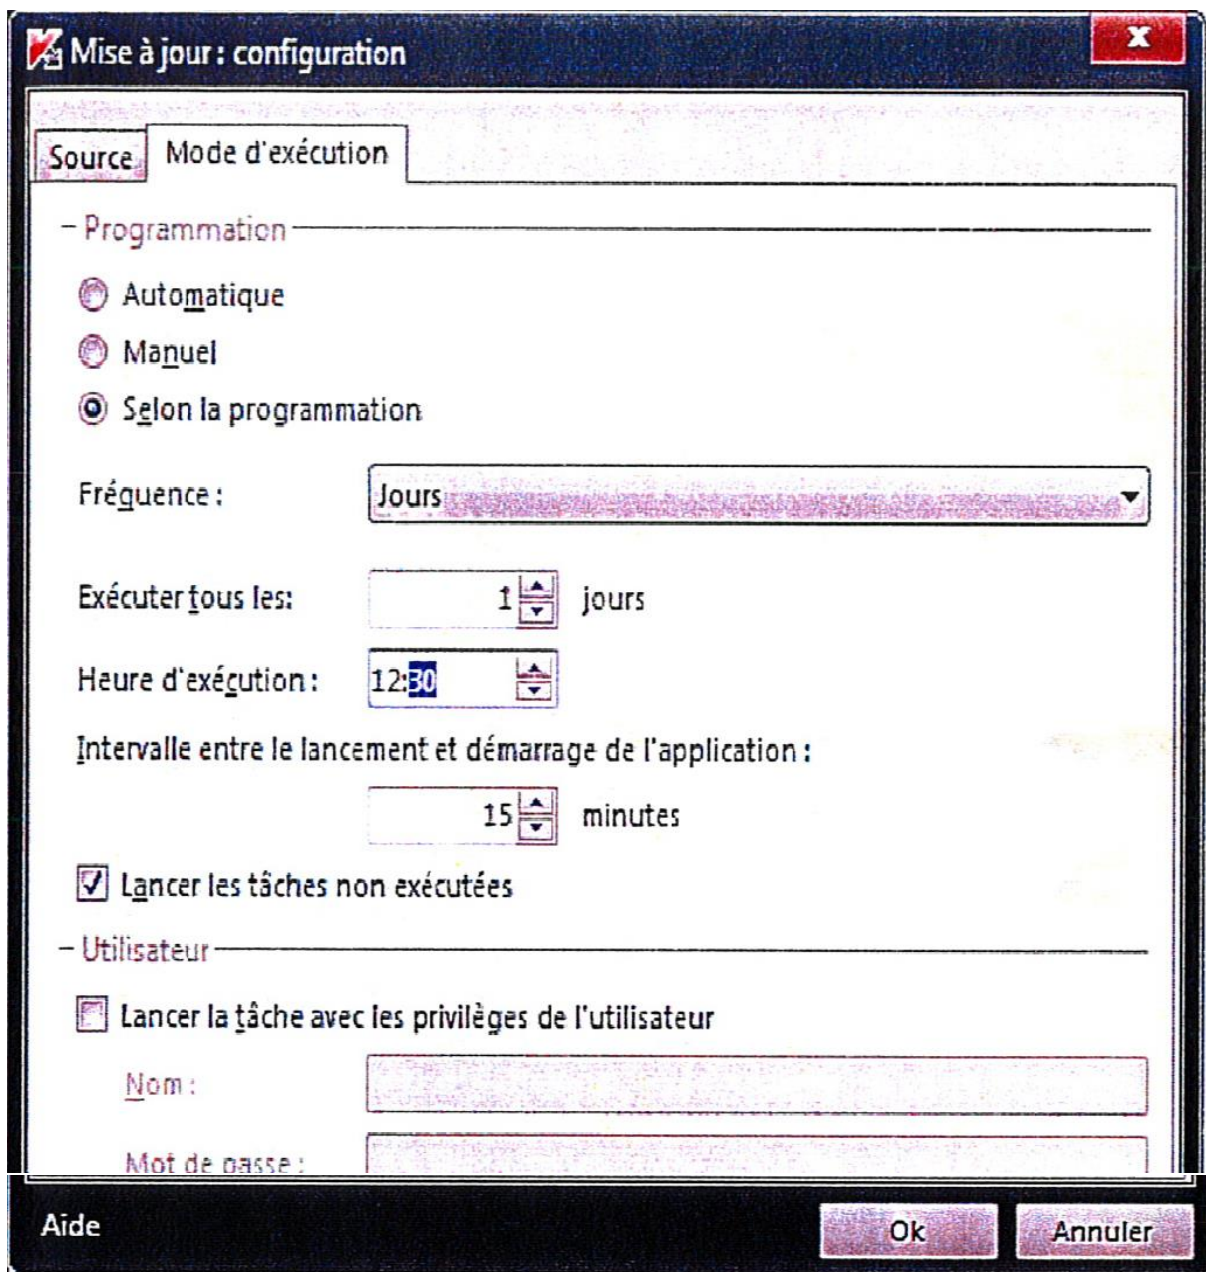 Mise à jour : configuration
Source
Mode d'exécution
Programmation
Automatique
Manuel
Selon la programmation
Fréquence :
Jours
Exécuter tous les:
1
jours
Heure d'exécution :
12:30
Intervalle entre le lancement et démarrage de l'application :
15
minutes
Lancer les tâches non exécutées
Utilisateur
Lancer la tâche avec les privilèges de l'utilisateur
Nom :
Mot de passe :
Aide
Ok
Annuler